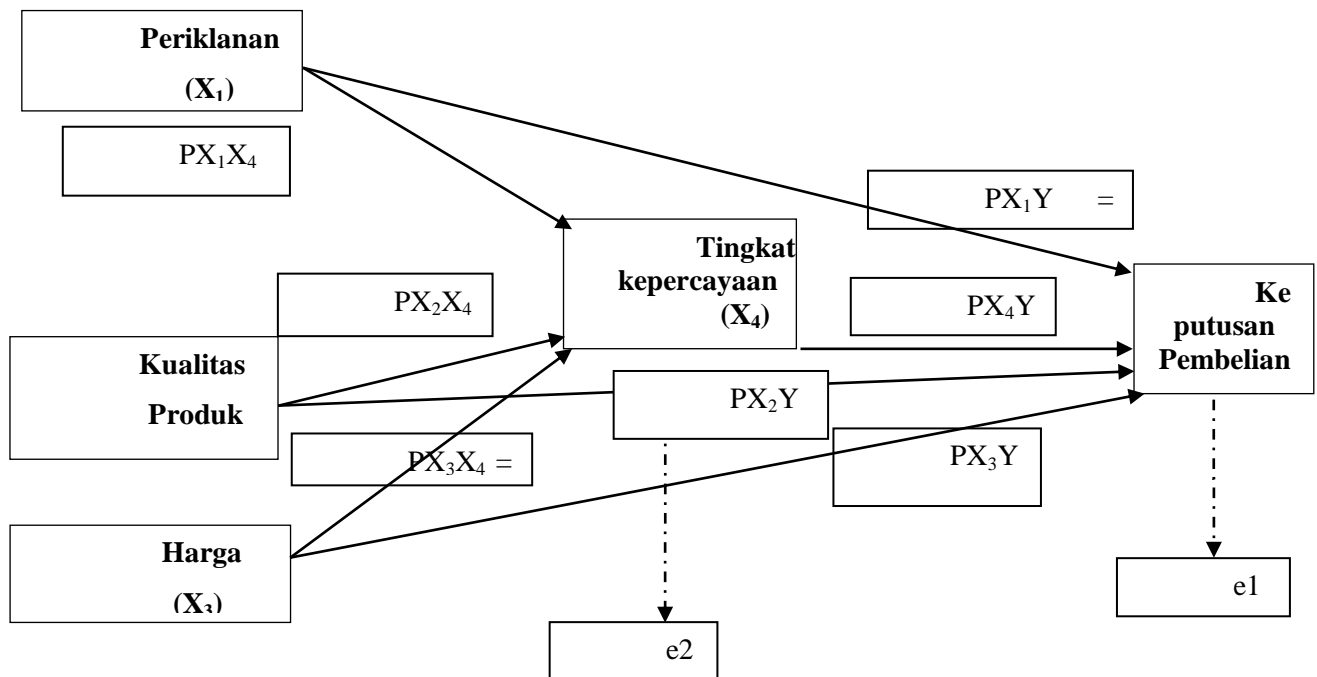 Periklanan
(X₁)
PX₁X₄
PX₁Y =
Tingkat
kepercayaan
(X₄)
PX₂X₄
PX₄Y
Ke
putusan
Pembelian
Kualitas
Produk
PX₂Y
PX₃X₄ =
PX₃Y
Harga
(X₃)
e1
e2